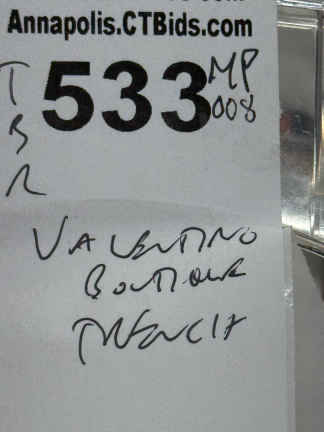 Annapolis.CTBids.com
533
MP
008
T
B
R
VALENTINO
BOUTIQUE
TRENCH